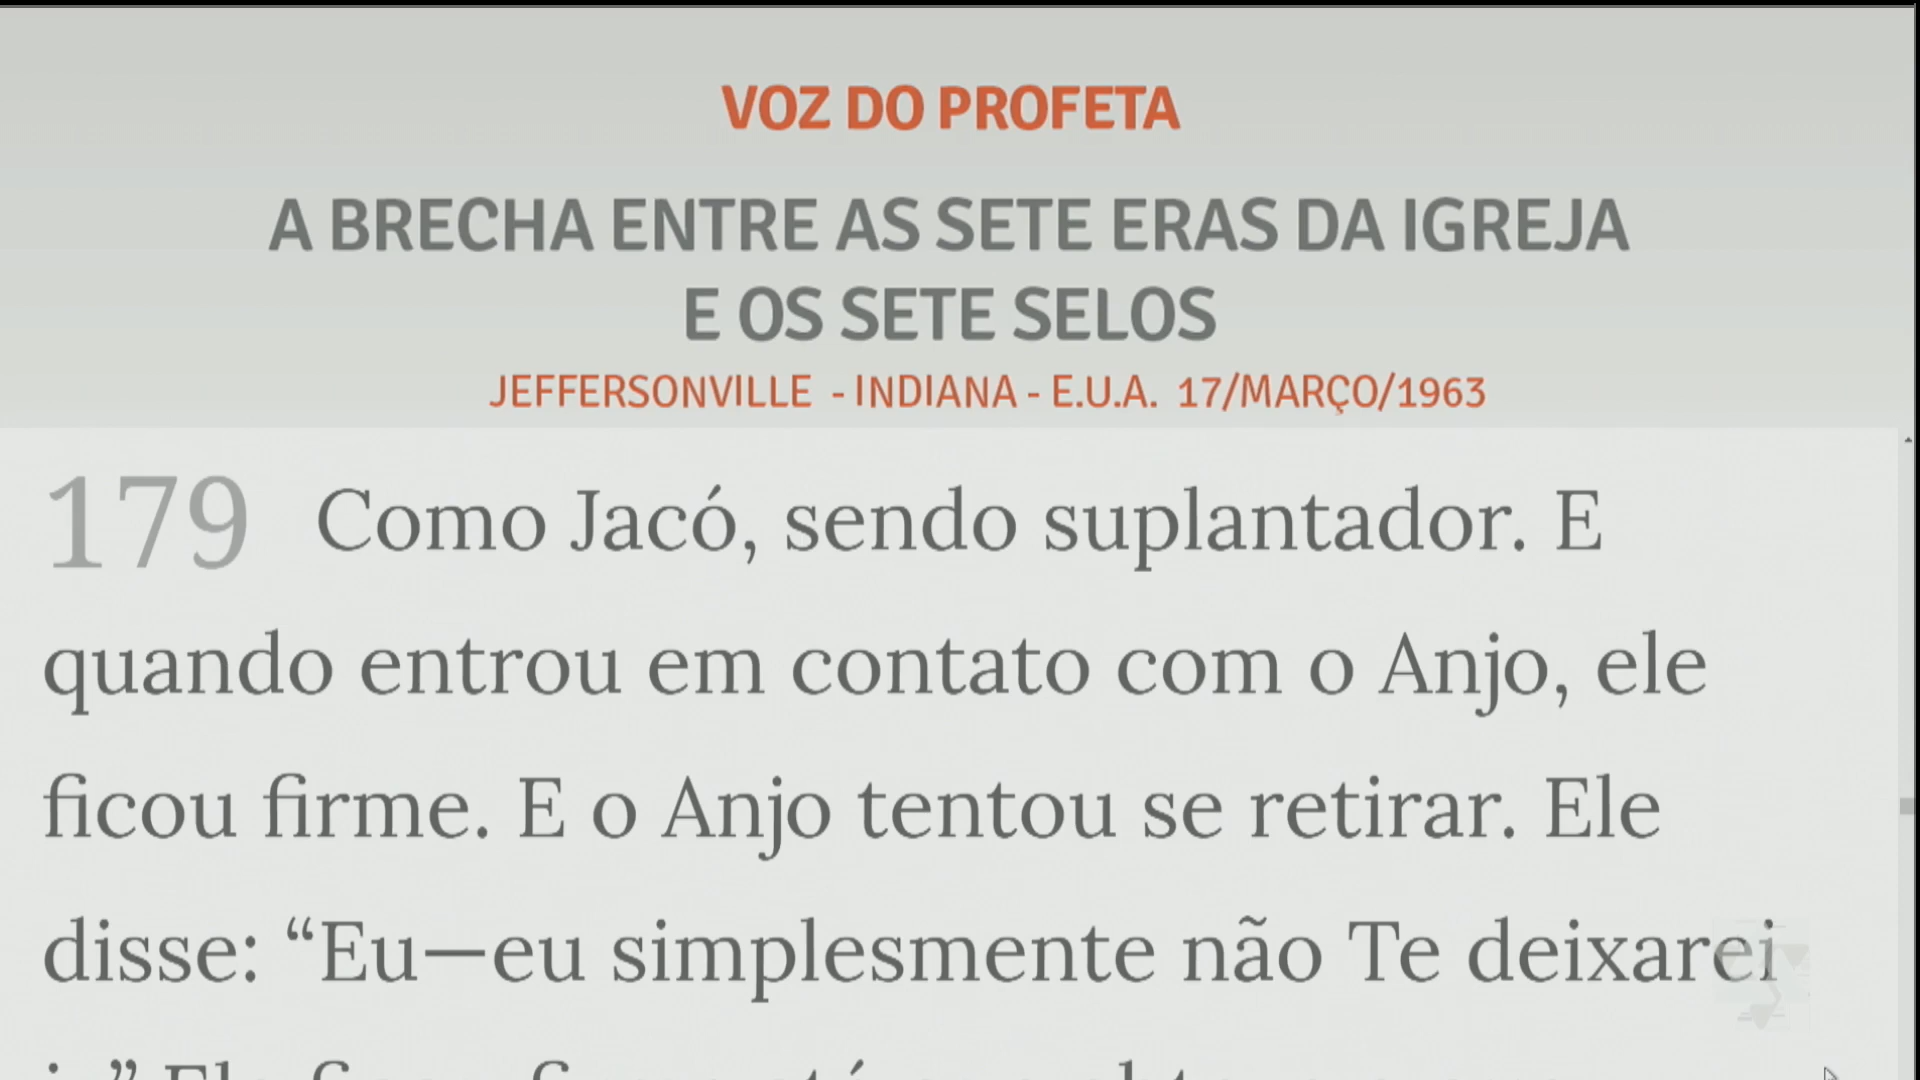 VOZ DO PROFETA
A BRECHA ENTRE AS SETE ERAS DA IGREJA
E OS SETE SELOS
JEFFERSONVILLE - INDIANA - E.U.A. 17/MARÇO/1963
179 Como Jacó, sendo suplantador. E
quando entrou em contato com o Anjo, ele
ficou firme. E o Anjo tentou se retirar. Ele
disse: “Eu—eu simplesmente não Te deixarei